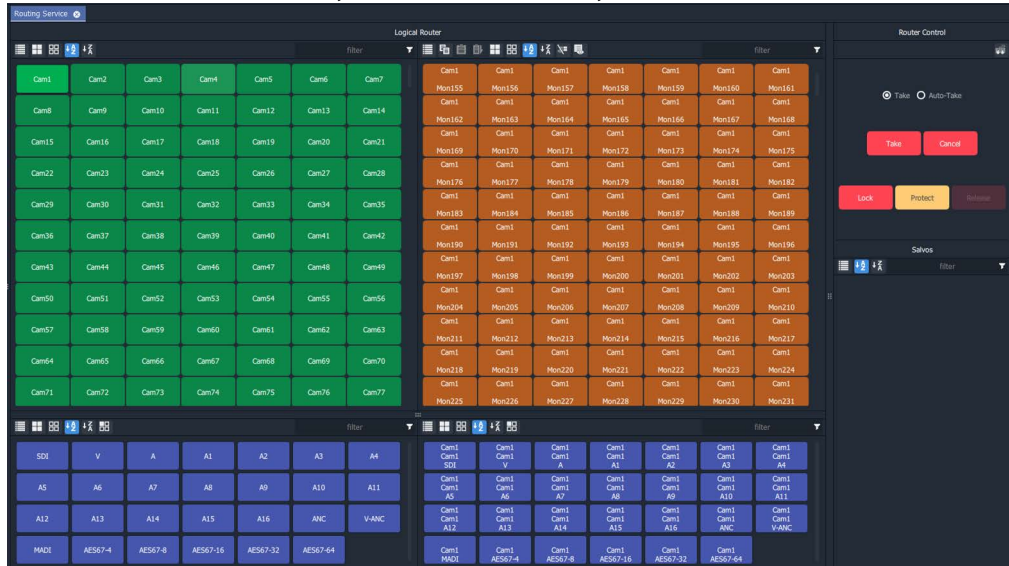 Routing Service
Logical Router
Router Control
filter
filter
Cam1 Cam2 Cam3 Cam4 Cam5 Cam6 Cam7
Cam8 Cam9 Cam10 Cam11 Cam12 Cam13 Cam14
Cam15 Cam16 Cam17 Cam18 Cam19 Cam20 Cam21
Cam22 Cam23 Cam24 Cam25 Cam26 Cam27 Cam28
Cam29 Cam30 Cam31 Cam32 Cam33 Cam34 Cam35
Cam36 Cam37 Cam38 Cam39 Cam40 Cam41 Cam42
Cam43 Cam44 Cam45 Cam46 Cam47 Cam48 Cam49
Cam50 Cam51 Cam52 Cam53 Cam54 Cam55 Cam56
Cam57 Cam58 Cam59 Cam60 Cam61 Cam62 Cam63
Cam64 Cam65 Cam66 Cam67 Cam68 Cam69 Cam70
Cam71 Cam72 Cam73 Cam74 Cam75 Cam76 Cam77
Cam1 Cam1 Cam1 Cam1 Cam1 Cam1 Cam1
Mon155 Mon156 Mon157 Mon158 Mon159 Mon160 Mon161
Cam1 Cam1 Cam1 Cam1 Cam1 Cam1 Cam1
Mon162 Mon163 Mon164 Mon165 Mon166 Mon167 Mon168
Cam1 Cam1 Cam1 Cam1 Cam1 Cam1 Cam1
Mon169 Mon170 Mon171 Mon172 Mon173 Mon174 Mon175
Cam1 Cam1 Cam1 Cam1 Cam1 Cam1 Cam1
Mon176 Mon177 Mon178 Mon179 Mon180 Mon181 Mon182
Cam1 Cam1 Cam1 Cam1 Cam1 Cam1 Cam1
Mon183 Mon184 Mon185 Mon186 Mon187 Mon188 Mon189
Cam1 Cam1 Cam1 Cam1 Cam1 Cam1 Cam1
Mon190 Mon191 Mon192 Mon193 Mon194 Mon195 Mon196
Cam1 Cam1 Cam1 Cam1 Cam1 Cam1 Cam1
Mon197 Mon198 Mon199 Mon200 Mon201 Mon202 Mon203
Cam1 Cam1 Cam1 Cam1 Cam1 Cam1 Cam1
Mon204 Mon205 Mon206 Mon207 Mon208 Mon209 Mon210
Cam1 Cam1 Cam1 Cam1 Cam1 Cam1 Cam1
Mon211 Mon212 Mon213 Mon214 Mon215 Mon216 Mon217
Cam1 Cam1 Cam1 Cam1 Cam1 Cam1 Cam1
Mon218 Mon219 Mon220 Mon221 Mon222 Mon223 Mon224
Cam1 Cam1 Cam1 Cam1 Cam1 Cam1 Cam1
Mon225 Mon226 Mon227 Mon228 Mon229 Mon230 Mon231
Take Auto-Take
Take Cancel
Lock Protect Release
Salvos
filter
filter
SDI V A A1 A2 A3 A4
A5 A6 A7 A8 A9 A10 A11
A12 A13 A14 A15 A16 ANC V-ANC
MADI AES67-4 AES67-8 AES67-16 AES67-32 AES67-64
filter
Cam1 Cam1 Cam1 Cam1 Cam1 Cam1 Cam1
Cam1 Cam1 Cam1 Cam1 Cam1 Cam1 Cam1
SDI V A A1 A2 A3 A4
Cam1 Cam1 Cam1 Cam1 Cam1 Cam1 Cam1
Cam1 Cam1 Cam1 Cam1 Cam1 Cam1 Cam1
A5 A6 A7 A8 A9 A10 A11
Cam1 Cam1 Cam1 Cam1 Cam1 Cam1 Cam1
Cam1 Cam1 Cam1 Cam1 Cam1 Cam1 Cam1
A12 A13 A14 A15 A16 ANC V-ANC
Cam1 Cam1 Cam1 Cam1 Cam1 Cam1
MADI AES67-4 AES67-8 AES67-16 AES67-32 AES67-64